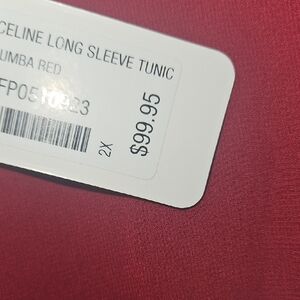 CELINE LONG SLEEVE TUNIC
UMBA RED
2X
$99.95